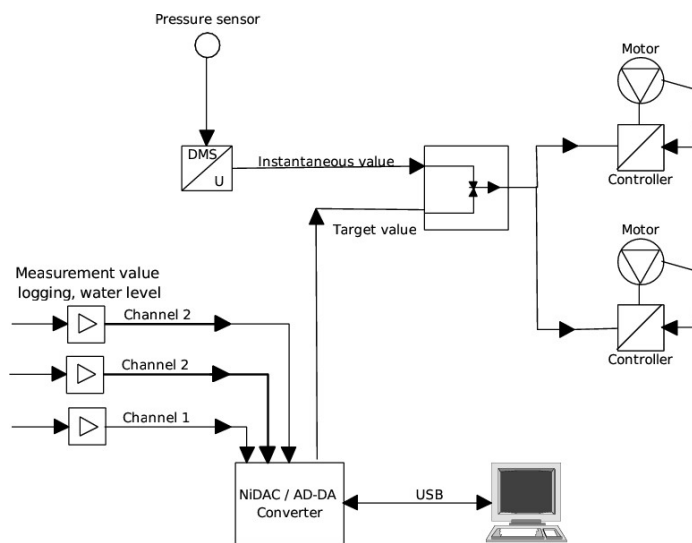 Pressure sensor
DMS
U
Instantaneous value
Target value
Motor
Controller
Motor
Controller
Measurement value
logging, water level
Channel 2
Channel 2
Channel 1
NiDAC / AD-DA
Converter
USB